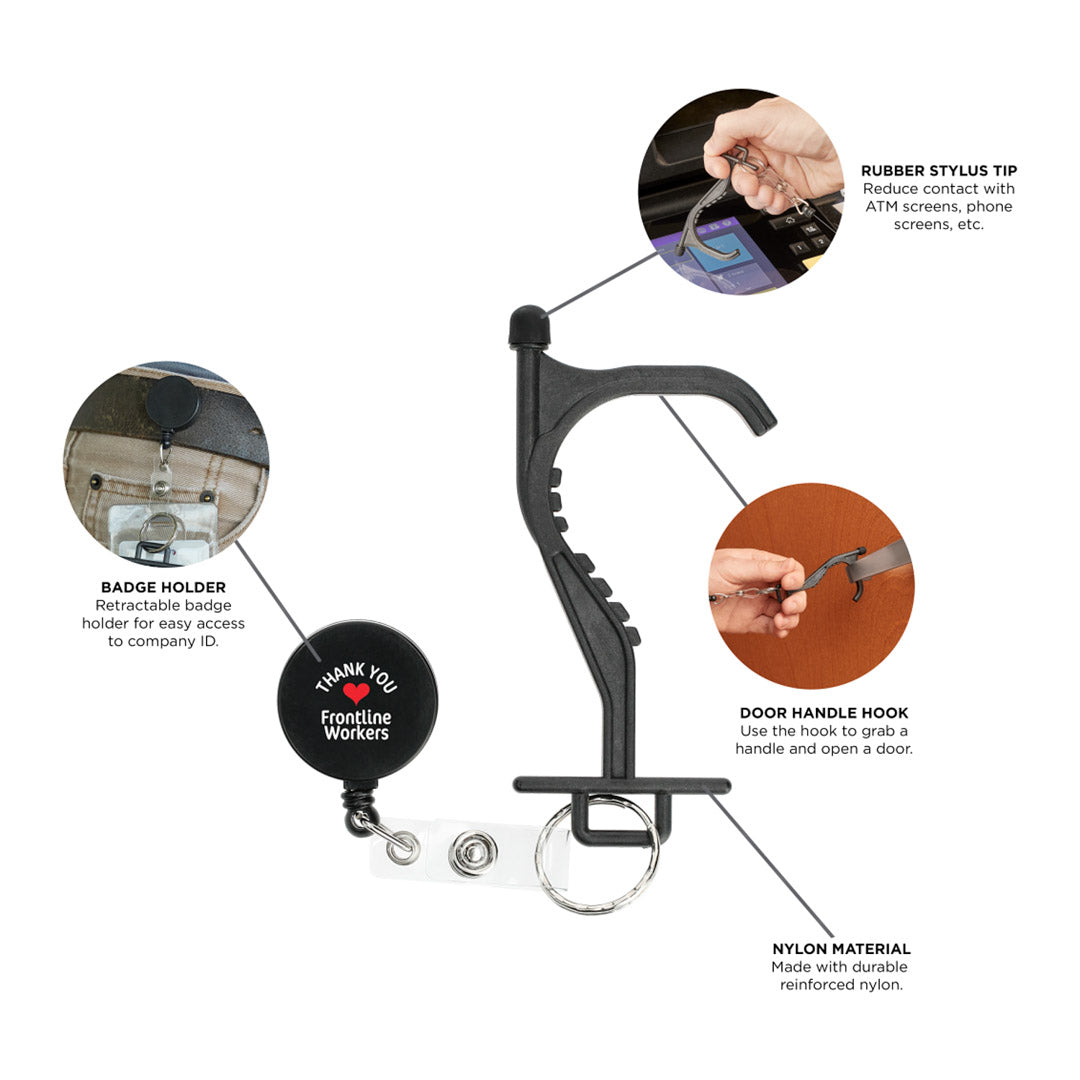 RUBBER STYLUS TIP
Reduce contact with
ATM screens, phone
screens, etc.
BADGE HOLDER
Retractable badge
holder for easy access
to company ID.
THANK YOU
Frontline
Workers
DOOR HANDLE HOOK
Use the hook to grab a
handle and open a door.
NYLON MATERIAL
Made with durable
reinforced nylon.